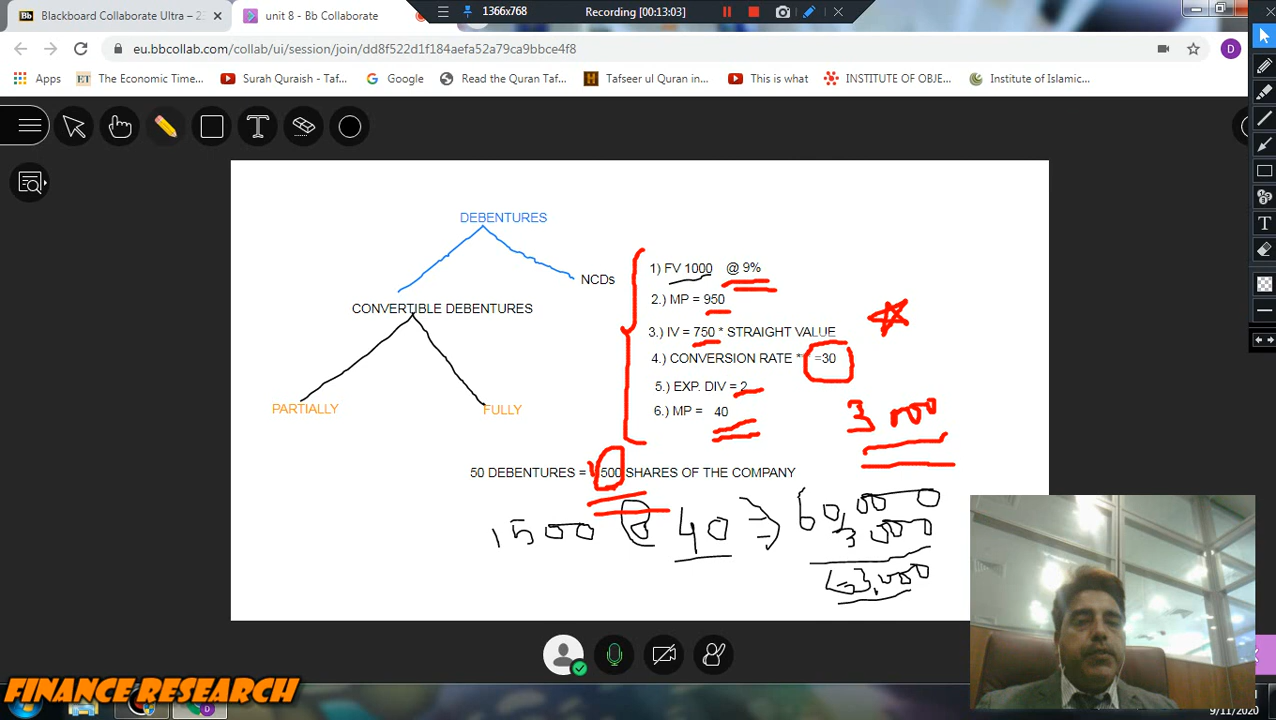 Blackboard Collaborate Ultra – 2
unit 8 - Bb Collaborate
1366x768
Recording [00:13:03]
eu.bbcollab.com/collab/ui/session/join/dd8f522d1f184aefa52a79ca9bbce4f8
D
Apps
ET The Economic Time...
Surah Quraish - Taf...
Google
Read the Quran Taf...
H Tafseer ul Quran in...
This is what
INSTITUTE OF OBJE...
Institute of Islamic...
T
T
DEBENTURES
NCDs
CONVERTIBLE DEBENTURES
PARTIALLY
FULLY
1) FV 1000 @ 9%
2.) MP = 950
3.) IV = 750 * STRAIGHT VALUE
4.) CONVERSION RATE * =30
5.) EXP. DIV = 2
6.) MP = 40
3000
50 DEBENTURES = 1500 SHARES OF THE COMPANY
1500 @ 40 => 60,000
3,000
63,000
FINANCE RESEARCH
9/11/2020